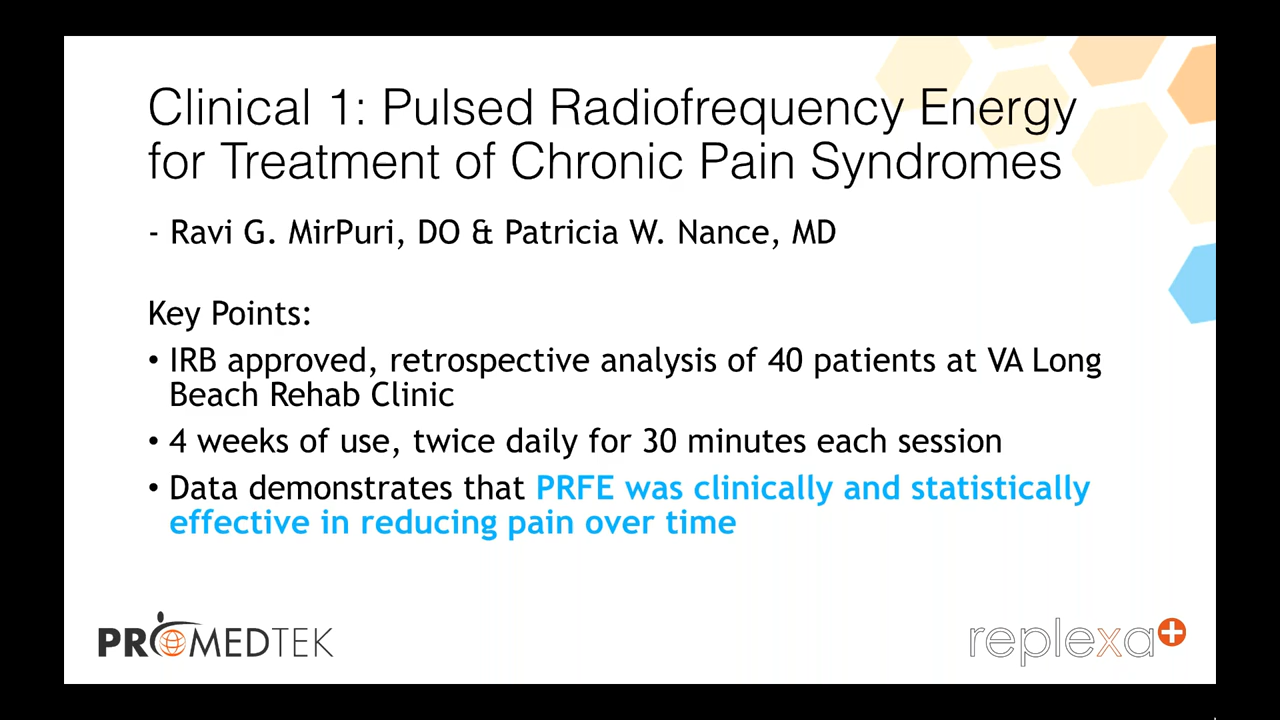 Clinical 1: Pulsed Radiofrequency Energy
for Treatment of Chronic Pain Syndromes
- Ravi G. MirPuri, DO & Patricia W. Nance, MD
Key Points:
• IRB approved, retrospective analysis of 40 patients at VA Long
Beach Rehab Clinic
• 4 weeks of use, twice daily for 30 minutes each session
• Data demonstrates that PRFE was clinically and statistically
effective in reducing pain over time
PROMEDTEK
replexa+